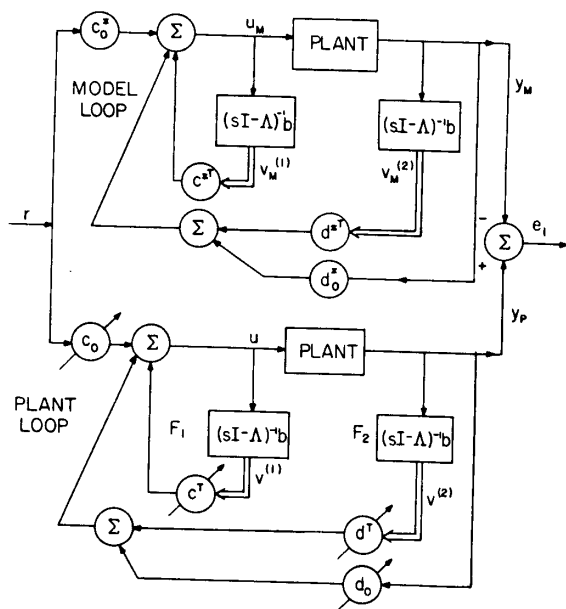 c₀*
Σ
u_M
PLANT
MODEL
LOOP
(sI-Λ)⁻¹b
(sI-Λ)⁻¹b
y_M
v_M⁽¹⁾
v_M⁽²⁾
c*ᵀ
r
Σ
d*ᵀ
−
Σ
e₁
+
d₀*
y_P
c₀
Σ
u
PLANT
PLANT
LOOP
F₁
(sI-Λ)⁻¹b
F₂
(sI-Λ)⁻¹b
v⁽¹⁾
v⁽²⁾
cᵀ
Σ
dᵀ
d₀